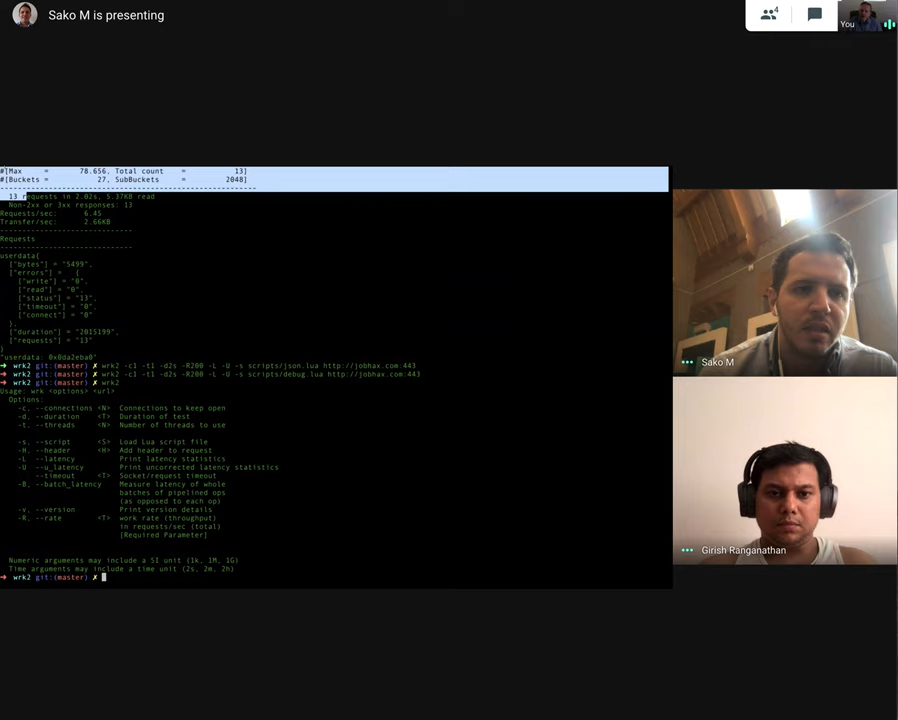 Sako M is presenting
4
You
#[Max     =       78.656, Total count    =           13]
#[Buckets =           27, SubBuckets     =         2048]
----------------------------------------------------------
13 requests in 2.02s, 5.37KB read
Non-2xx or 3xx responses: 13
Requests/sec:      6.45
Transfer/sec:      2.66KB
------------------------------
Requests
------------------------------
userdata{
["bytes"] = "5499",
["errors"] =   {
["write"] = "0",
["read"] = "0",
["status"] = "13",
["timeout"] = "0",
["connect"] = "0"
},
["duration"] = "2015199",
["requests"] = "13"
}
"userdata: 0x0da2eba0"
➜ wrk2 git:(master) ✗ wrk2 -c1 -t1 -d2s -R200 -L -U -s scripts/json.lua http://jobhax.com:443
➜ wrk2 git:(master) ✗ wrk2 -c1 -t1 -d2s -R200 -L -U -s scripts/debug.lua http://jobhax.com:443
➜ wrk2 git:(master) ✗ wrk2
Usage: wrk <options> <url>
Options:
-c, --connections <N>  Connections to keep open
-d, --duration    <T>  Duration of test
-t, --threads     <N>  Number of threads to use
-s, --script      <S>  Load Lua script file
-H, --header      <H>  Add header to request
-L  --latency          Print latency statistics
-U  --u_latency        Print uncorrected latency statistics
--timeout     <T>  Socket/request timeout
-B, --batch_latency    Measure latency of whole
batches of pipelined ops
(as opposed to each op)
-v, --version          Print version details
-R, --rate        <T>  work rate (throughput)
in requests/sec (total)
[Required Parameter]
Numeric arguments may include a SI unit (1k, 1M, 1G)
Time arguments may include a time unit (2s, 2m, 2h)
➜ wrk2 git:(master) ✗
Sako M
Girish Ranganathan